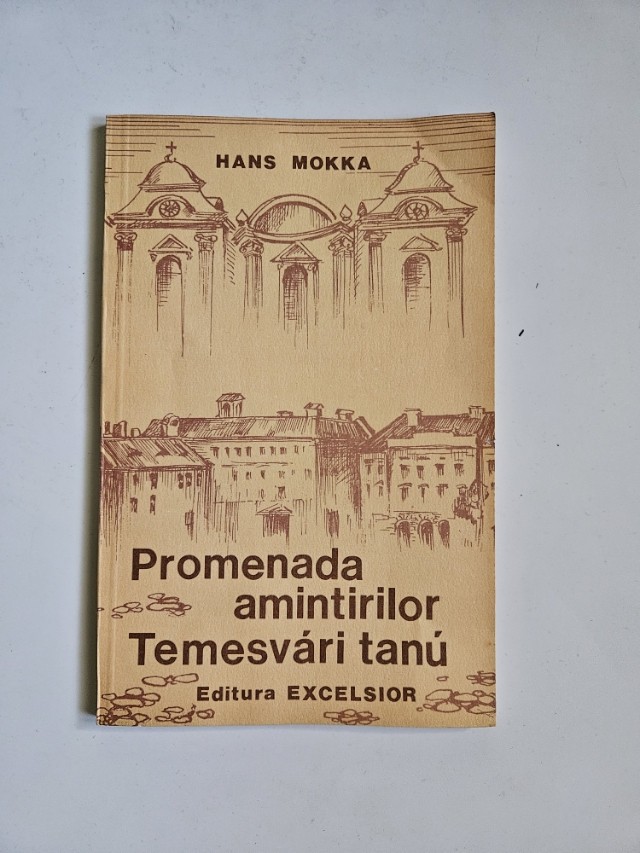 HANS MOKKA
Promenada
amintirilor
Temesvári tanú
Editura EXCELSIOR